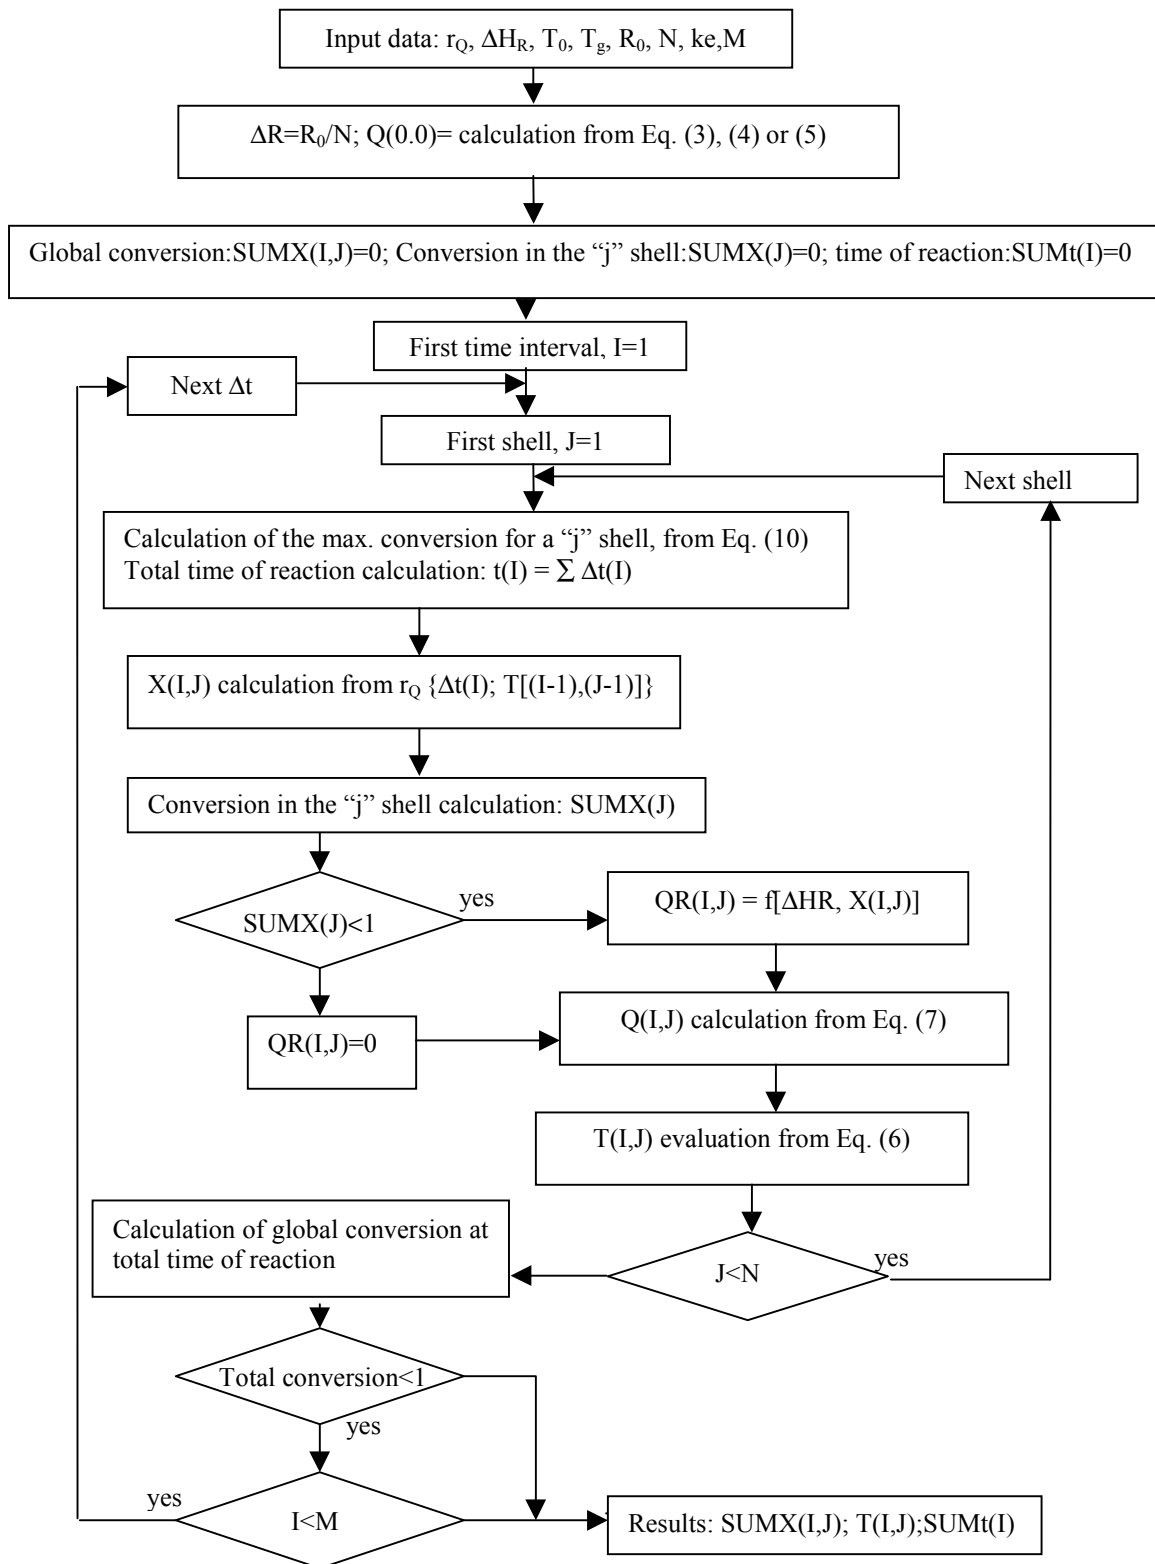 Input data: r_Q, ΔH_R, T_0, T_g, R_0, N, ke,M
ΔR=R_0/N; Q(0.0)= calculation from Eq. (3), (4) or (5)
Global conversion:SUMX(I,J)=0; Conversion in the “j” shell:SUMX(J)=0; time of reaction:SUMt(I)=0
First time interval, I=1
Next Δt
First shell, J=1
Next shell
Calculation of the max. conversion for a “j” shell, from Eq. (10)
Total time of reaction calculation: t(I) = ∑ Δt(I)
X(I,J) calculation from r_Q {Δt(I); T[(I-1),(J-1)]}
Conversion in the “j” shell calculation: SUMX(J)
SUMX(J)<1
yes
QR(I,J) = f[ΔHR, X(I,J)]
QR(I,J)=0
Q(I,J) calculation from Eq. (7)
T(I,J) evaluation from Eq. (6)
Calculation of global conversion at
total time of reaction
J<N
yes
Total conversion<1
yes
yes
I<M
Results: SUMX(I,J); T(I,J);SUMt(I)